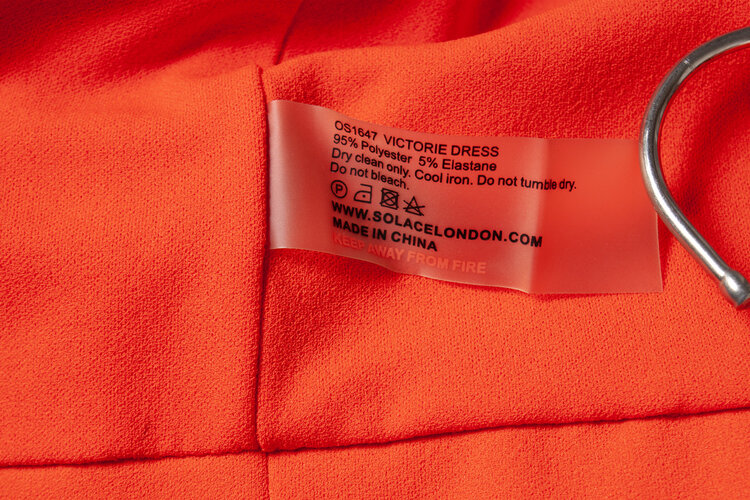 OS1647 VICTORIE DRESS
95% Polyester 5% Elastane
Dry clean only. Cool iron. Do not tumble dry.
Do not bleach.
P
WWW.SOLACELONDON.COM
MADE IN CHINA
KEEP AWAY FROM FIRE